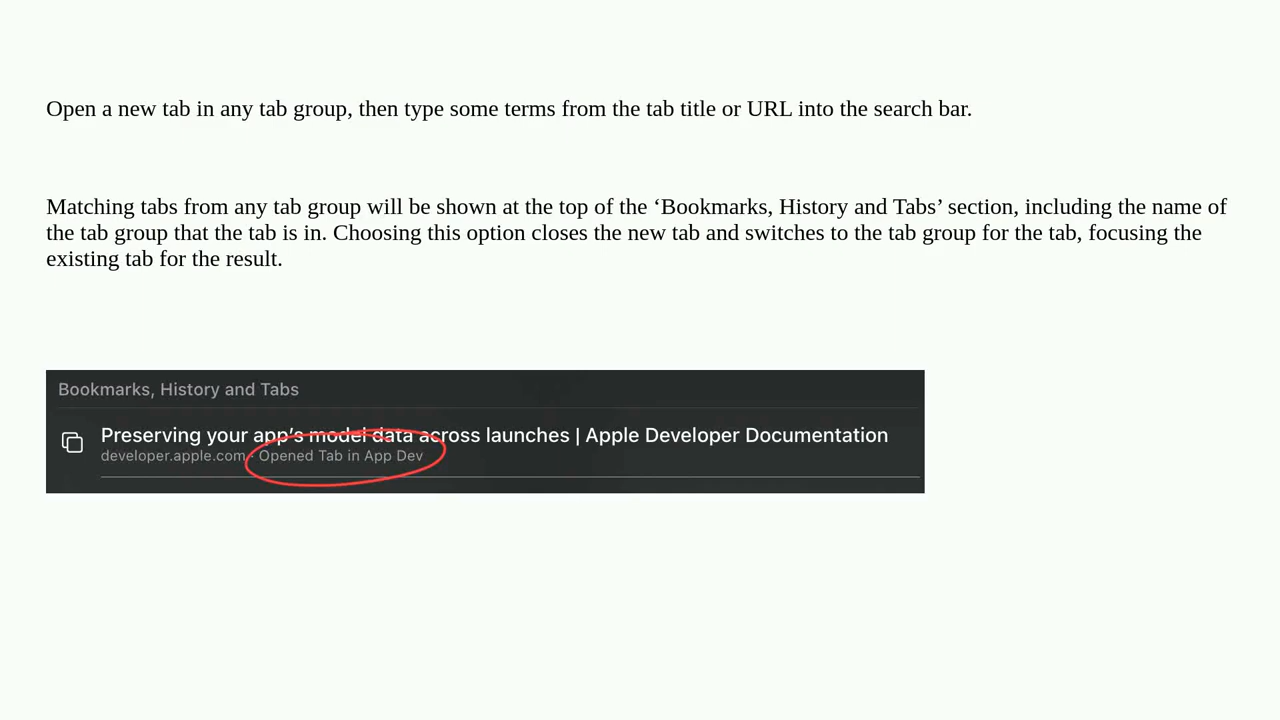 Open a new tab in any tab group, then type some terms from the tab title or URL into the search bar.
Matching tabs from any tab group will be shown at the top of the ‘Bookmarks, History and Tabs’ section, including the name of
the tab group that the tab is in. Choosing this option closes the new tab and switches to the tab group for the tab, focusing the
existing tab for the result.
Bookmarks, History and Tabs
Preserving your app’s model data across launches | Apple Developer Documentation
developer.apple.com - Opened Tab in App Dev